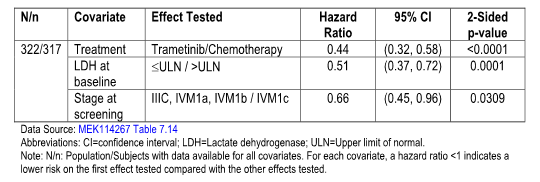 N/n Covariate Effect Tested Hazard Ratio 95% CI 2-Sided p-value
322/317 Treatment Trametinib/Chemotherapy 0.44 (0.32, 0.58) <0.0001
LDH at baseline ≤ULN / >ULN 0.51 (0.37, 0.72) 0.0001
Stage at screening IIIC, IVM1a, IVM1b / IVM1c 0.66 (0.45, 0.96) 0.0309
Data Source: MEK114267 Table 7.14
Abbreviations: CI=confidence interval; LDH=Lactate dehydrogenase; ULN=Upper limit of normal.
Note: N/n: Population/Subjects with data available for all covariates. For each covariate, a hazard ratio <1 indicates a
lower risk on the first effect tested compared with the other effects tested.